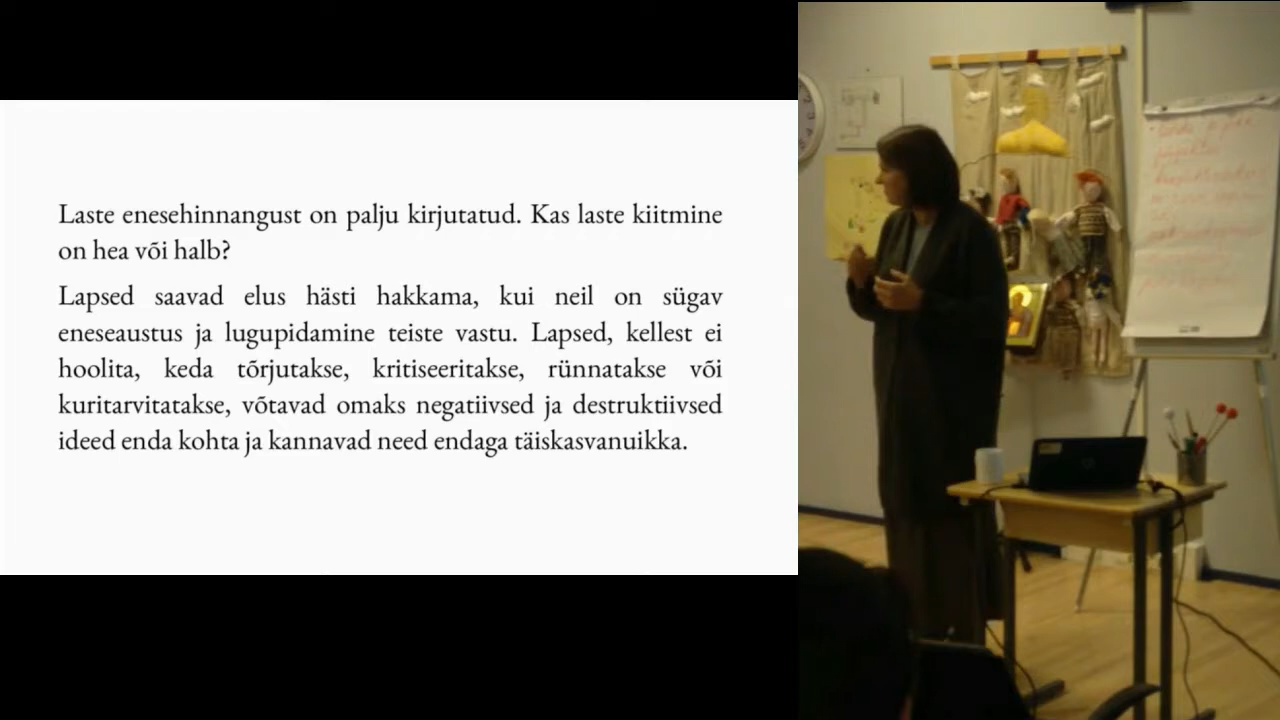 Laste enesehinnangust on palju kirjutatud. Kas laste kiitmine
on hea või halb?
Lapsed saavad elus hästi hakkama, kui neil on sügav
eneseaustus ja lugupidamine teiste vastu. Lapsed, kellest ei
hoolita, keda tõrjutakse, kritiseeritakse, rünnatakse või
kuritarvitatakse, võtavad omaks negatiivsed ja destruktiivsed
ideed enda kohta ja kannavad need endaga täiskasvanuikka.